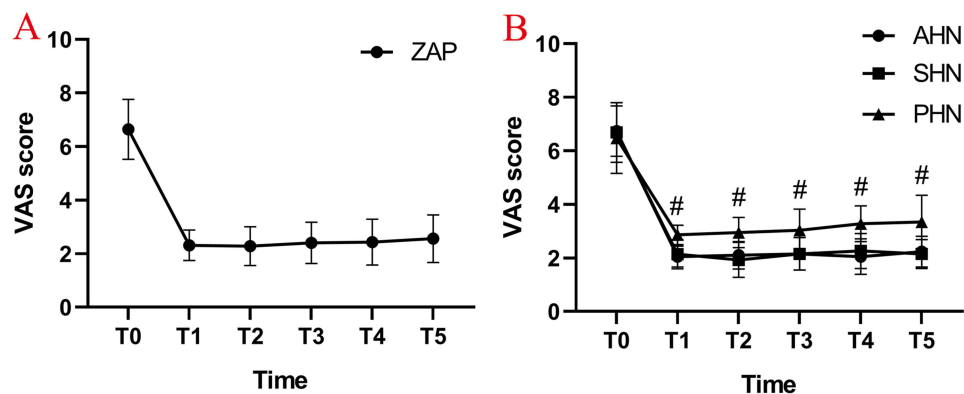 A
ZAP
VAS score
10
8
6
4
2
0
T0 T1 T2 T3 T4 T5
Time
B
AHN
SHN
PHN
VAS score
10
8
6
4
2
0
# # # # #
T0 T1 T2 T3 T4 T5
Time